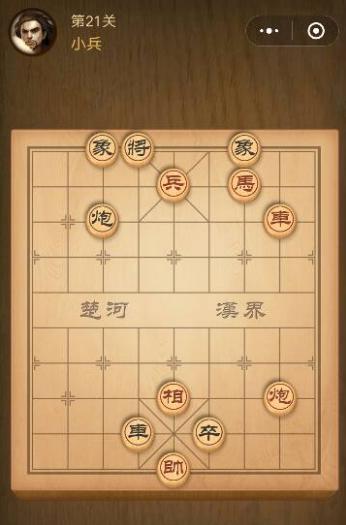 第21关
小兵
象 將 象
兵 馬
炮 車
楚河 漢界
相 炮
車 卒
帥